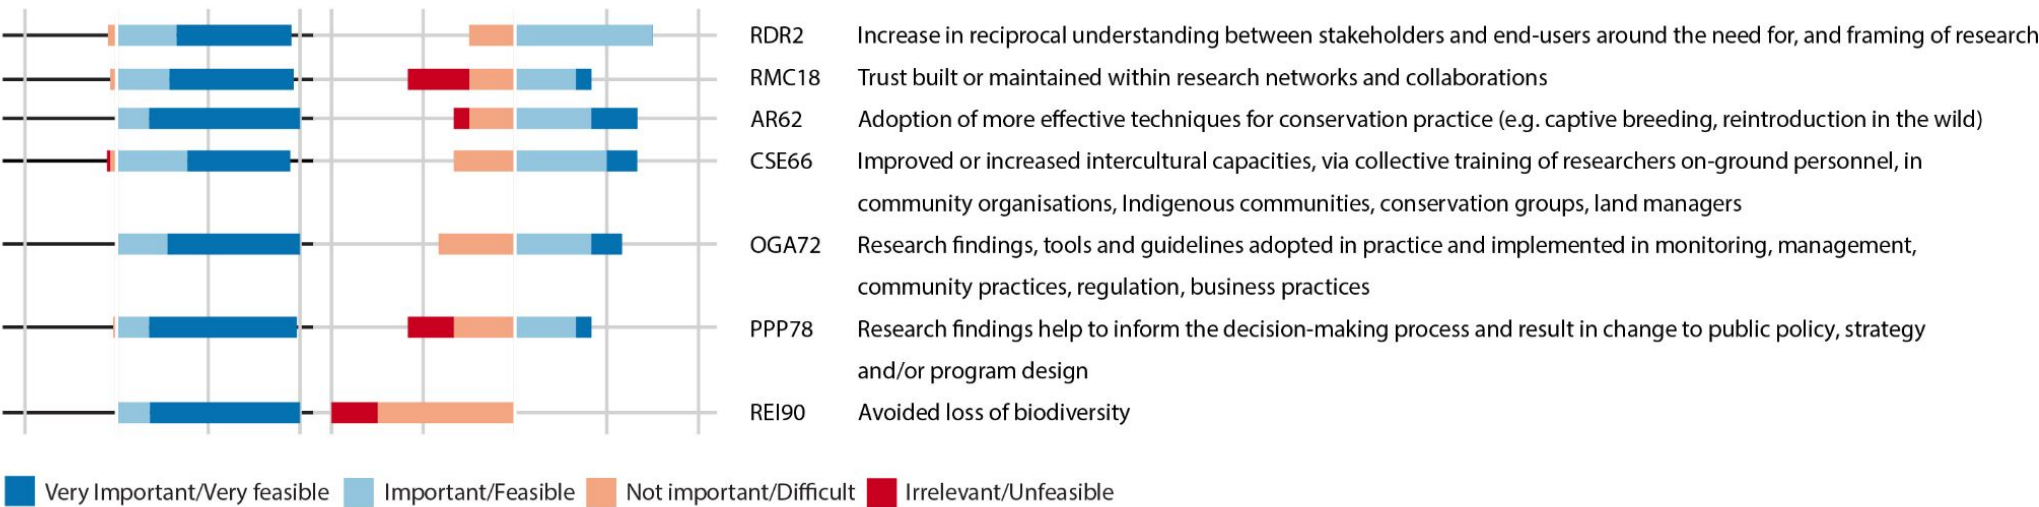 RDR2 Increase in reciprocal understanding between stakeholders and end-users around the need for, and framing of research
RMC18 Trust built or maintained within research networks and collaborations
AR62 Adoption of more effective techniques for conservation practice (e.g. captive breeding, reintroduction in the wild)
CSE66 Improved or increased intercultural capacities, via collective training of researchers on-ground personnel, in
community organisations, Indigenous communities, conservation groups, land managers
OGA72 Research findings, tools and guidelines adopted in practice and implemented in monitoring, management,
community practices, regulation, business practices
PPP78 Research findings help to inform the decision-making process and result in change to public policy, strategy
and/or program design
REI90 Avoided loss of biodiversity
Very Important/Very feasible Important/Feasible Not important/Difficult Irrelevant/Unfeasible